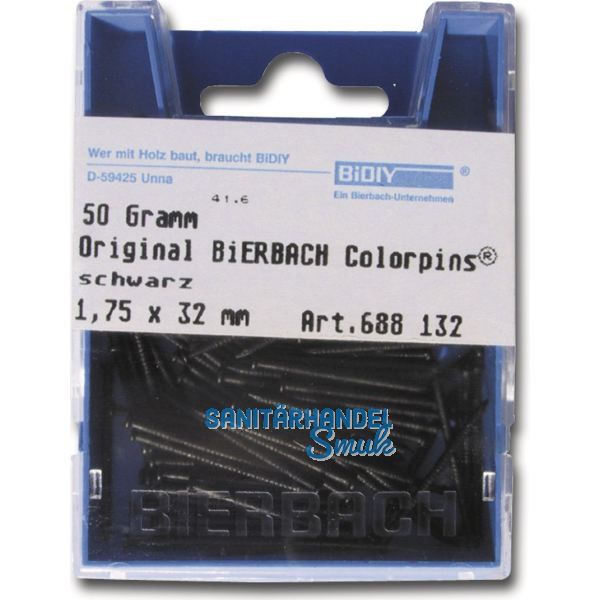 Wer mit Holz baut, braucht BiDIY
D-59425 Unna
BiDIY ®
Ein Bierbach-Unternehmen
41.6
50 Gramm
Original BiERBACH Colorpins®
schwarz
1,75 x 32 mm Art.688 132
SANITÄRHANDEL
Smuk
BIERBACH